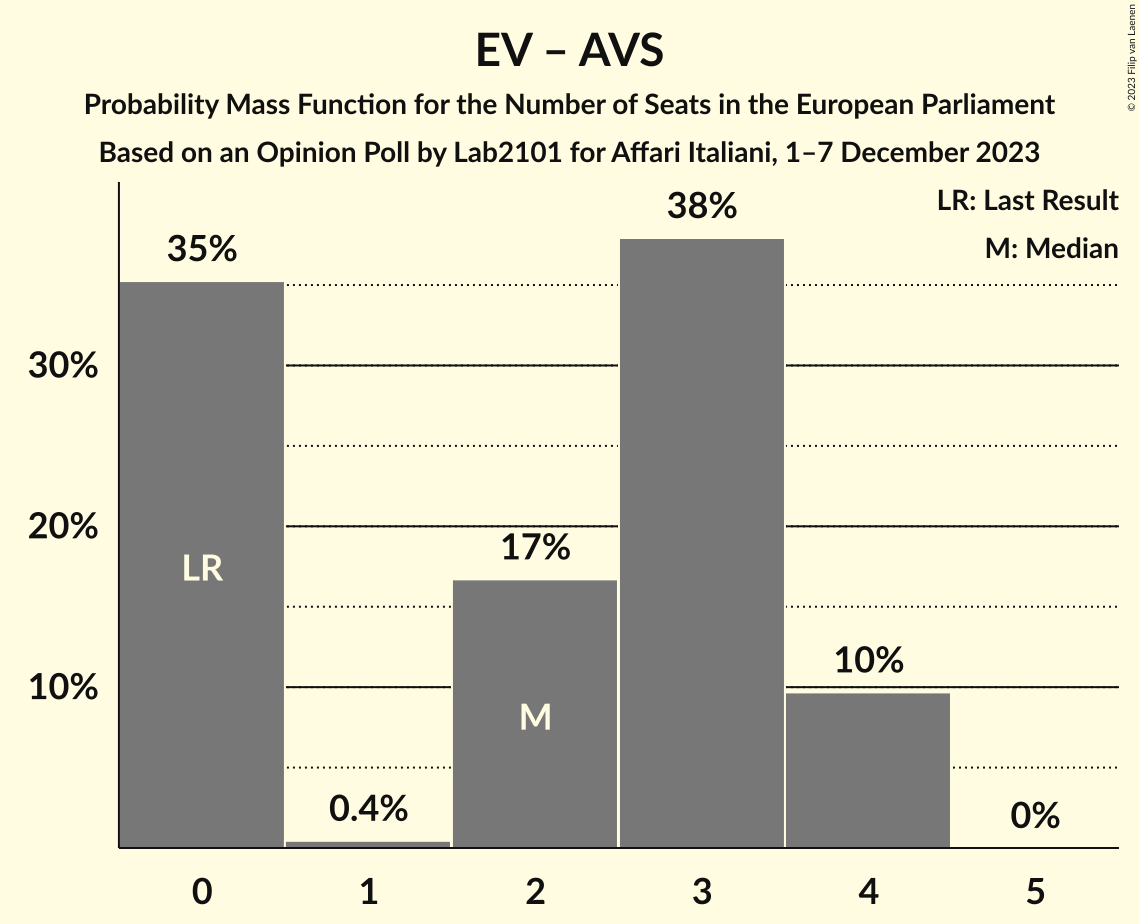 EV – AVS
Probability Mass Function for the Number of Seats in the European Parliament
Based on an Opinion Poll by Lab2101 for Affari Italiani, 1–7 December 2023
© 2023 Filip van Laenen
LR: Last Result
M: Median
38%
35%
30%
20%
17%
LR
10%
10%
M
0.4%
0%
0 1 2 3 4 5